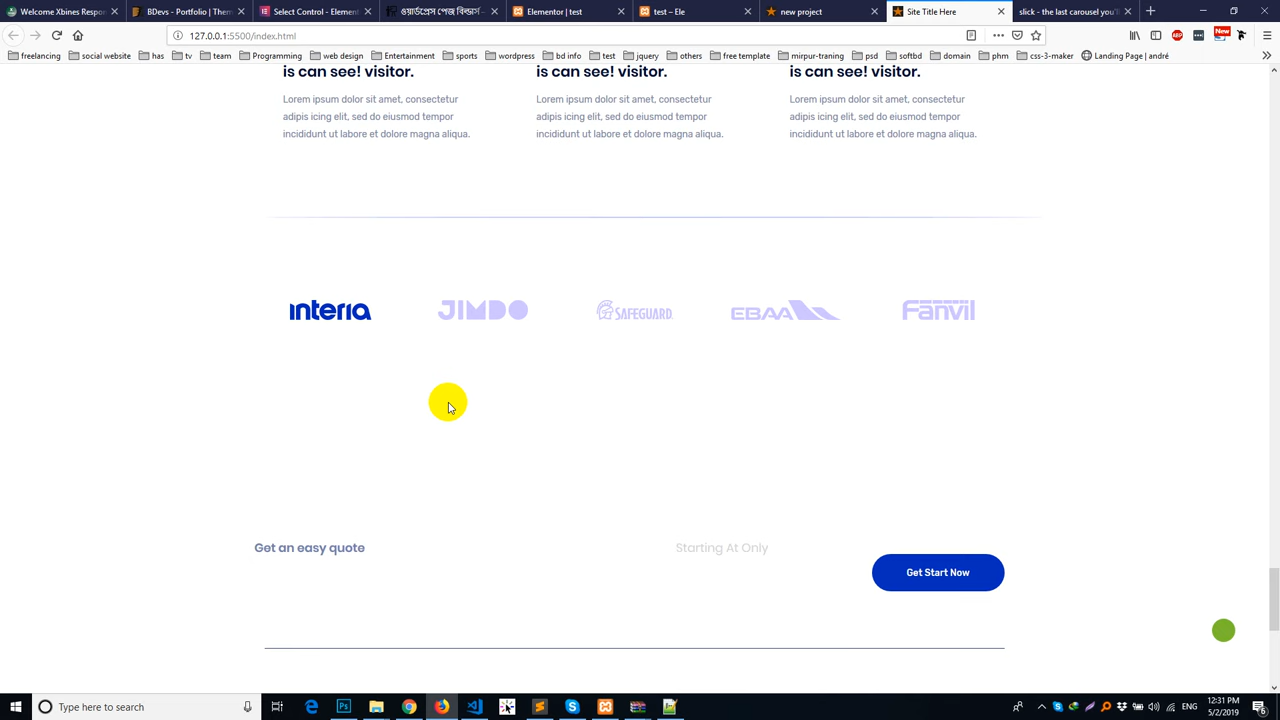 Welcome Xbines Respor
BDevs - Portfolio | Them
Select Control - Element
ওয়ার্ডপ্রেস পেজ বিল্ডার্স-
Elementor | test
test – Ele
new project
Site Title Here
slick - the last carousel you'll
127.0.0.1:5500/index.html
New
freelancing
social website
has
tv
team
Programming
web design
Entertainment
sports
wordpress
bd info
test
jquery
others
free template
mirpur-traning
psd
softbd
domain
phm
css-3-maker
Landing Page | andré
is can see! visitor.
is can see! visitor.
is can see! visitor.
Lorem ipsum dolor sit amet, consectetur
adipis icing elit, sed do eiusmod tempor
incididunt ut labore et dolore magna aliqua.
Lorem ipsum dolor sit amet, consectetur
adipis icing elit, sed do eiusmod tempor
incididunt ut labore et dolore magna aliqua.
Lorem ipsum dolor sit amet, consectetur
adipis icing elit, sed do eiusmod tempor
incididunt ut labore et dolore magna aliqua.
interia
JIMDO
SAFEGUARD
EBAA
Fanvil
Get an easy quote
Starting At Only
Get Start Now
Type here to search
ENG
12:31 PM
5/2/2019